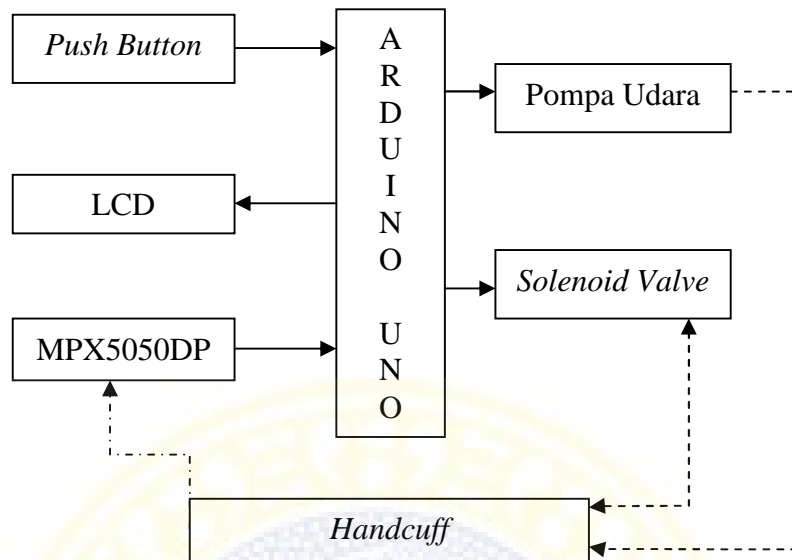 Push Button
LCD
MPX5050DP
A
R
D
U
I
N
O
U
N
O
Pompa Udara
Solenoid Valve
Handcuff